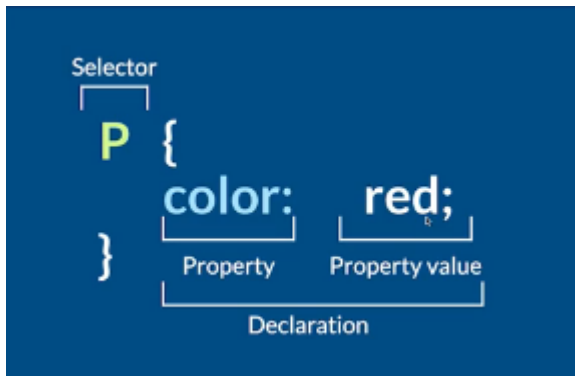 Selector
P {
color: red;
}
Property Property value
Declaration